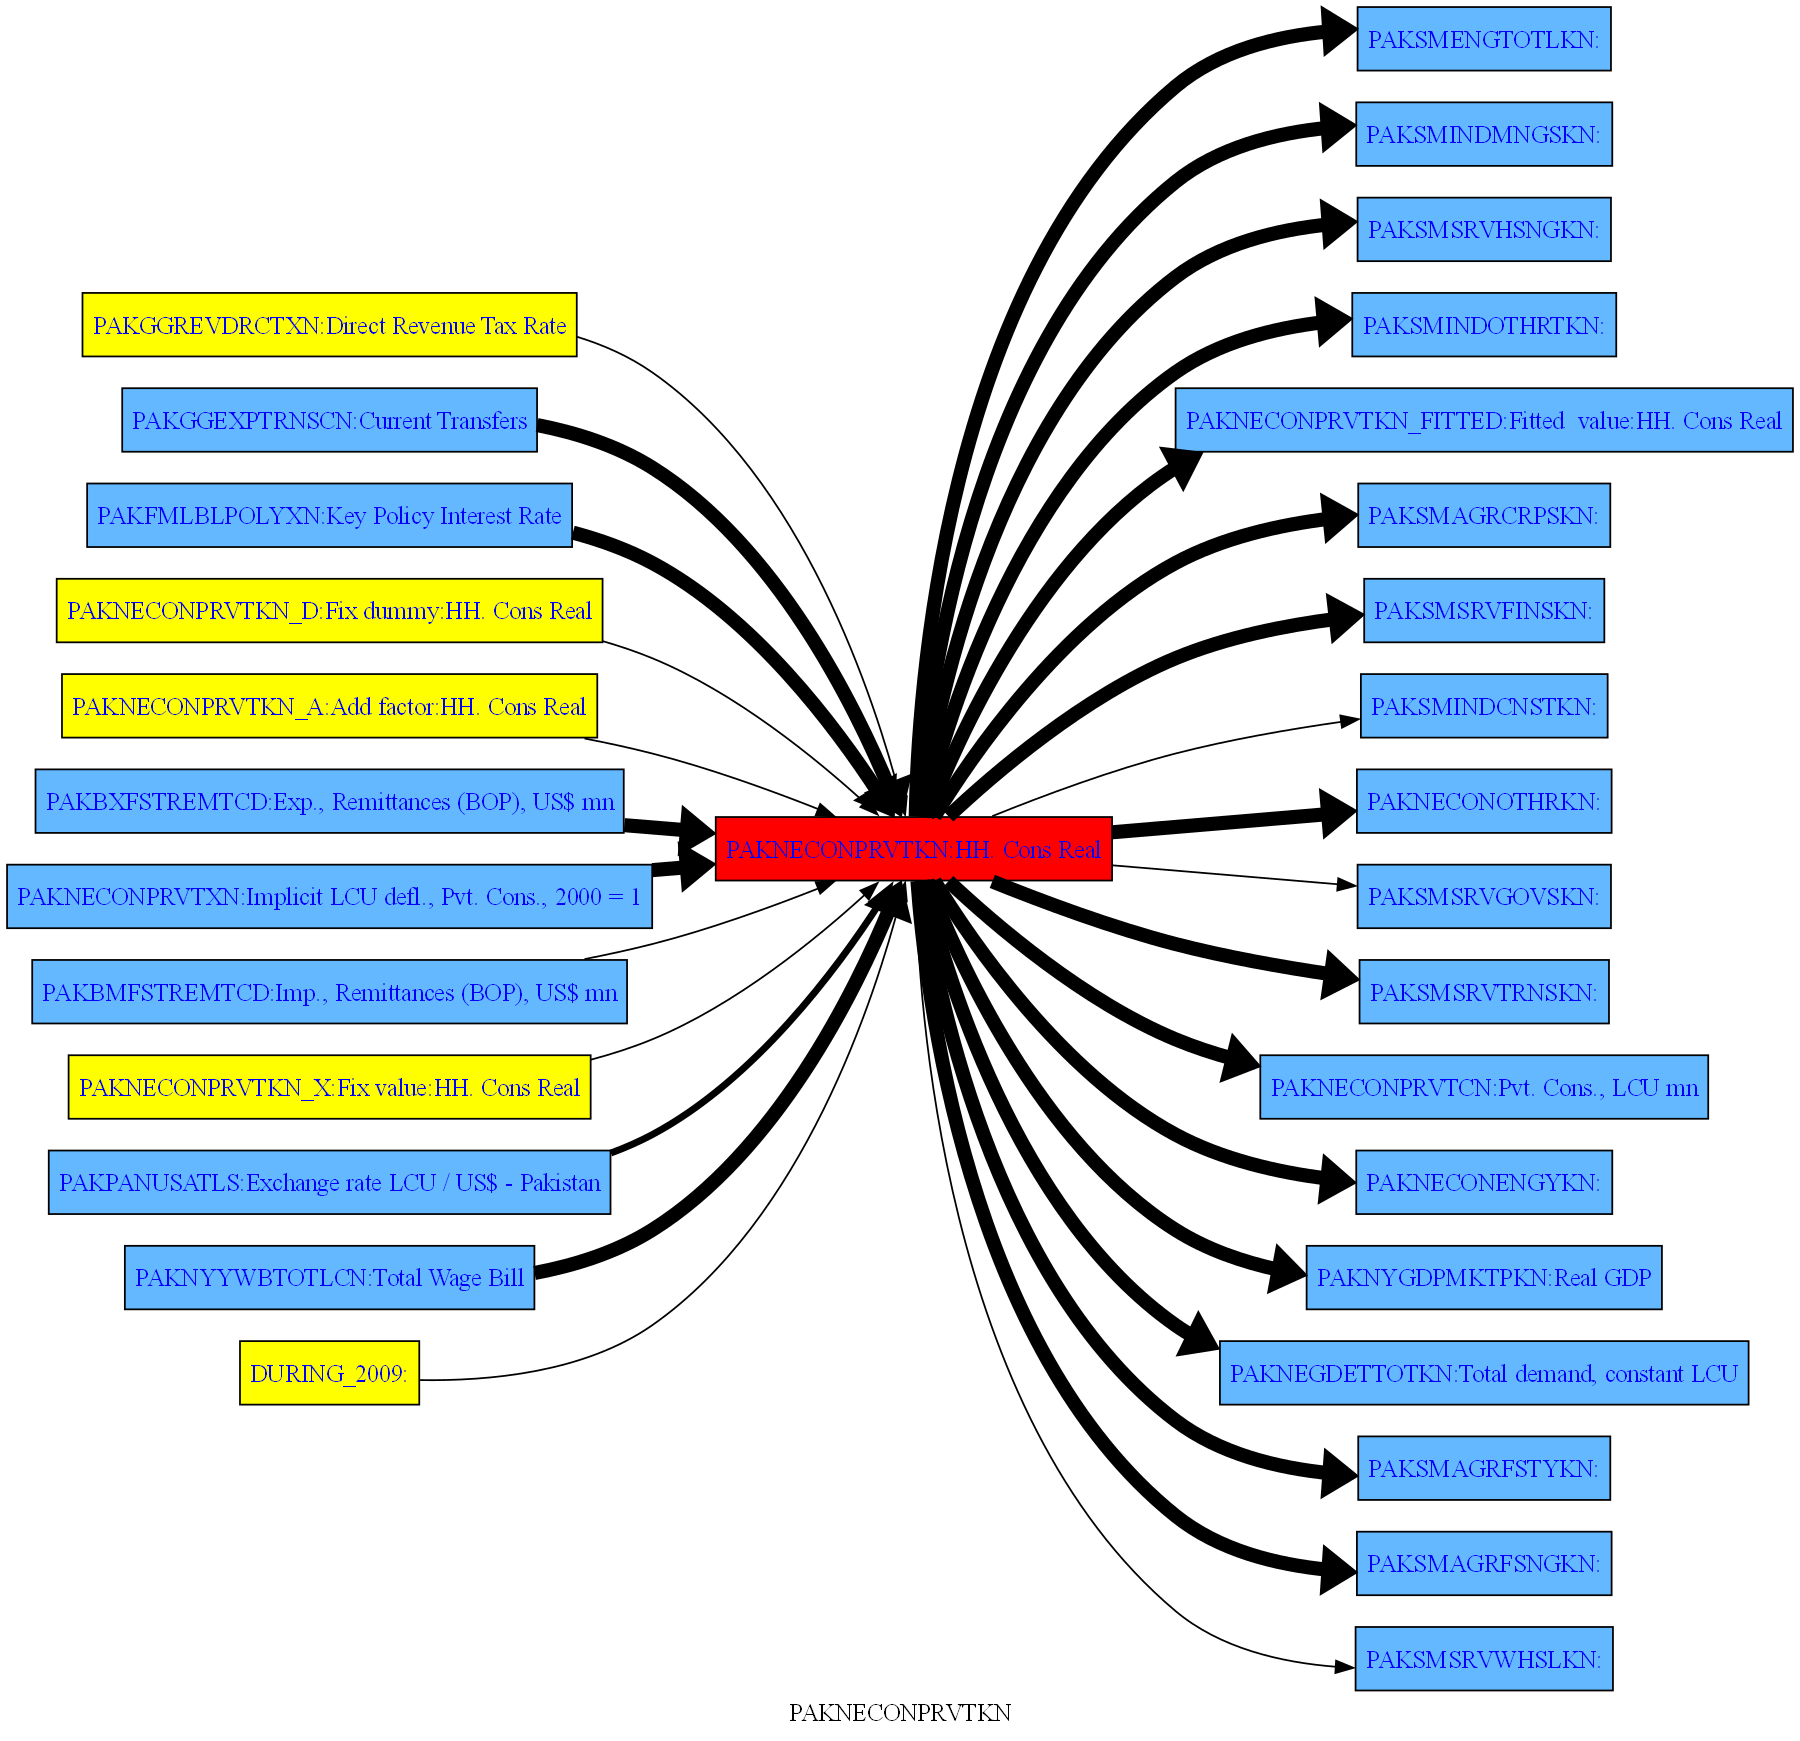 PAKGGREVDRCTXN:Direct Revenue Tax Rate
PAKGGEXPTRNSCN:Current Transfers
PAKFMLBLPOLYXN:Key Policy Interest Rate
PAKNECONPRVTKN_D:Fix dummy:HH. Cons Real
PAKNECONPRVTKN_A:Add factor:HH. Cons Real
PAKBXFSTREMTCD:Exp., Remittances (BOP), US$ mn
PAKNECONPRVTXN:Implicit LCU defl., Pvt. Cons., 2000 = 1
PAKBMFSTREMTCD:Imp., Remittances (BOP), US$ mn
PAKNECONPRVTKN_X:Fix value:HH. Cons Real
PAKPANUSATLS:Exchange rate LCU / US$ - Pakistan
PAKNYYWBTOTLCN:Total Wage Bill
DURING_2009:
PAKNECONPRVTKN:HH. Cons Real
PAKSMENGTOTLKN:
PAKSMINDMNGSKN:
PAKSMSRVHSNGKN:
PAKSMINDOTHRTKN:
PAKNECONPRVTKN_FITTED:Fitted  value:HH. Cons Real
PAKSMAGRCRPSKN:
PAKSMSRVFINSKN:
PAKSMINDCNSTKN:
PAKNECONOTHRKN:
PAKSMSRVGOVSKN:
PAKSMSRVTRNSKN:
PAKNECONPRVTCN:Pvt. Cons., LCU mn
PAKNECONENGYKN:
PAKNYGDPMKTPKN:Real GDP
PAKNEGDETTOTKN:Total demand, constant LCU
PAKSMAGRFSTYKN:
PAKSMAGRFSNGKN:
PAKSMSRVWHSLKN:
PAKNECONPRVTKN